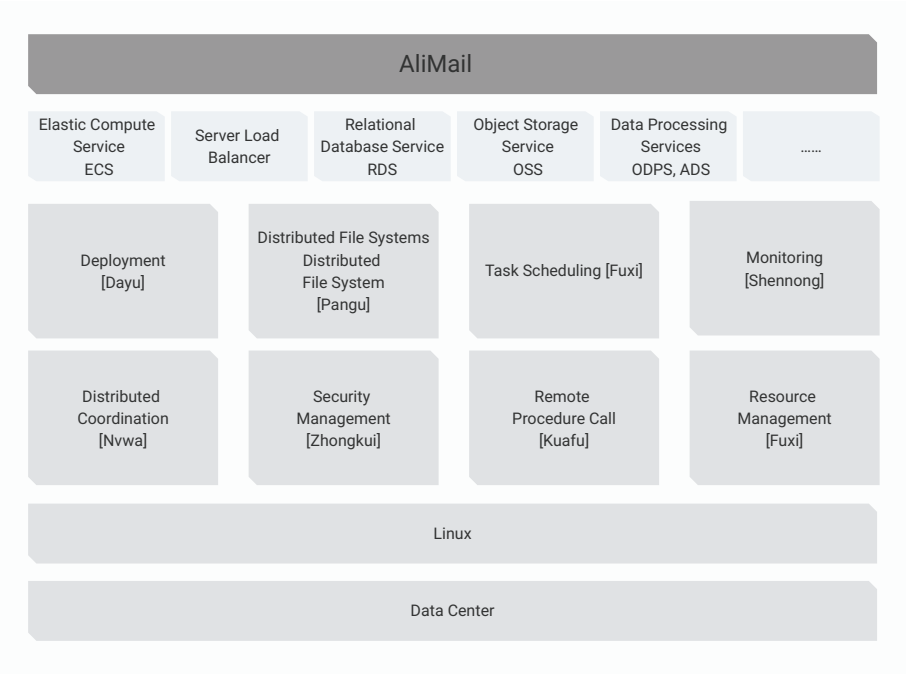 AliMail
Elastic Compute
Service
ECS
Server Load
Balancer
Relational
Database Service
RDS
Object Storage
Service
OSS
Data Processing
Services
ODPS, ADS
......
Deployment
[Dayu]
Distributed File Systems
Distributed
File System
[Pangu]
Task Scheduling [Fuxi]
Monitoring
[Shennong]
Distributed
Coordination
[Nvwa]
Security
Management
[Zhongkui]
Remote
Procedure Call
[Kuafu]
Resource
Management
[Fuxi]
Linux
Data Center